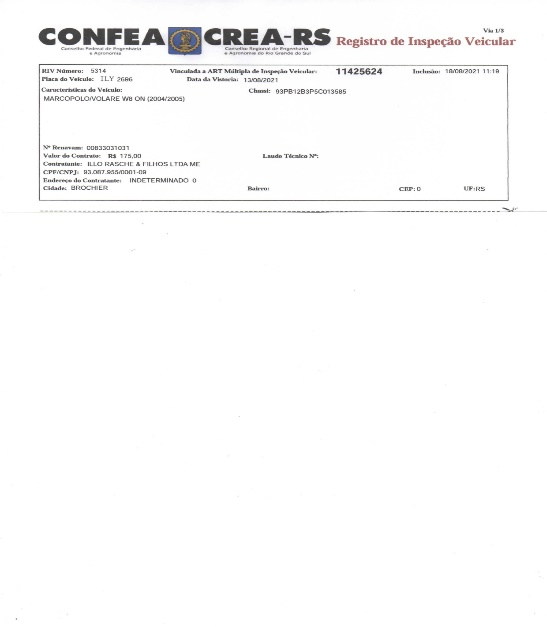 Via 1/3
CONFEA CREA-RS Registro de Inspeção Veicular
Conselho Federal de Engenharia e Agronomia
Conselho Regional de Engenharia e Agronomia do Rio Grande do Sul
RIV Número: 5314 Vinculada a ART Múltipla de Inspeção Veicular: 11425624 Inclusão: 18/08/2021 11:19
Placa do Veículo: ILY 2686 Data da Vistoria: 13/08/2021
Características do Veículo: Chassi: 93PB12B3P5C013585
MARCOPOLO/VOLARE W8 ON (2004/2005)
Nº Renavam: 00833031031
Valor do Contrato: R$ 175,00 Laudo Técnico Nº:
Contratante: ILLO RASCHE & FILHOS LTDA ME
CPF/CNPJ: 93.087.955/0001-09
Endereço do Contratante: INDETERMINADO 0
Cidade: BROCHIER Bairro: CEP: 0 UF:RS